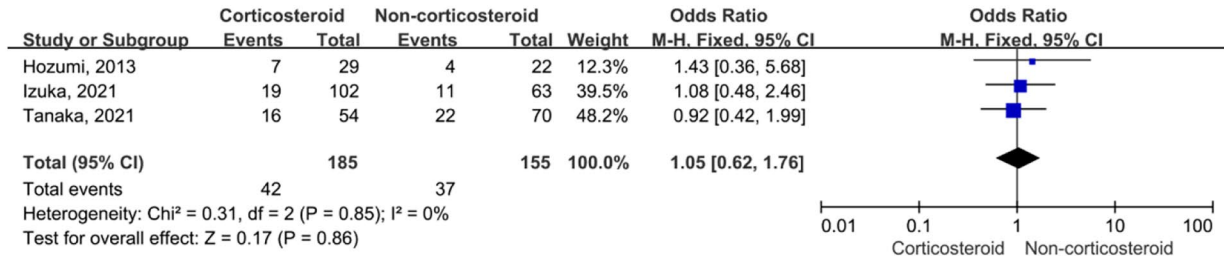 Corticosteroid Non-corticosteroid Odds Ratio Odds Ratio
Study or Subgroup Events Total Events Total Weight M-H, Fixed, 95% CI M-H, Fixed, 95% CI
Hozumi, 2013 7 29 4 22 12.3% 1.43 [0.36, 5.68]
Izuka, 2021 19 102 11 63 39.5% 1.08 [0.48, 2.46]
Tanaka, 2021 16 54 22 70 48.2% 0.92 [0.42, 1.99]
Total (95% CI) 185 155 100.0% 1.05 [0.62, 1.76]
Total events 42 37
Heterogeneity: Chi² = 0.31, df = 2 (P = 0.85); I² = 0%
Test for overall effect: Z = 0.17 (P = 0.86)
0.01 0.1 1 10 100
Corticosteroid Non-corticosteroid